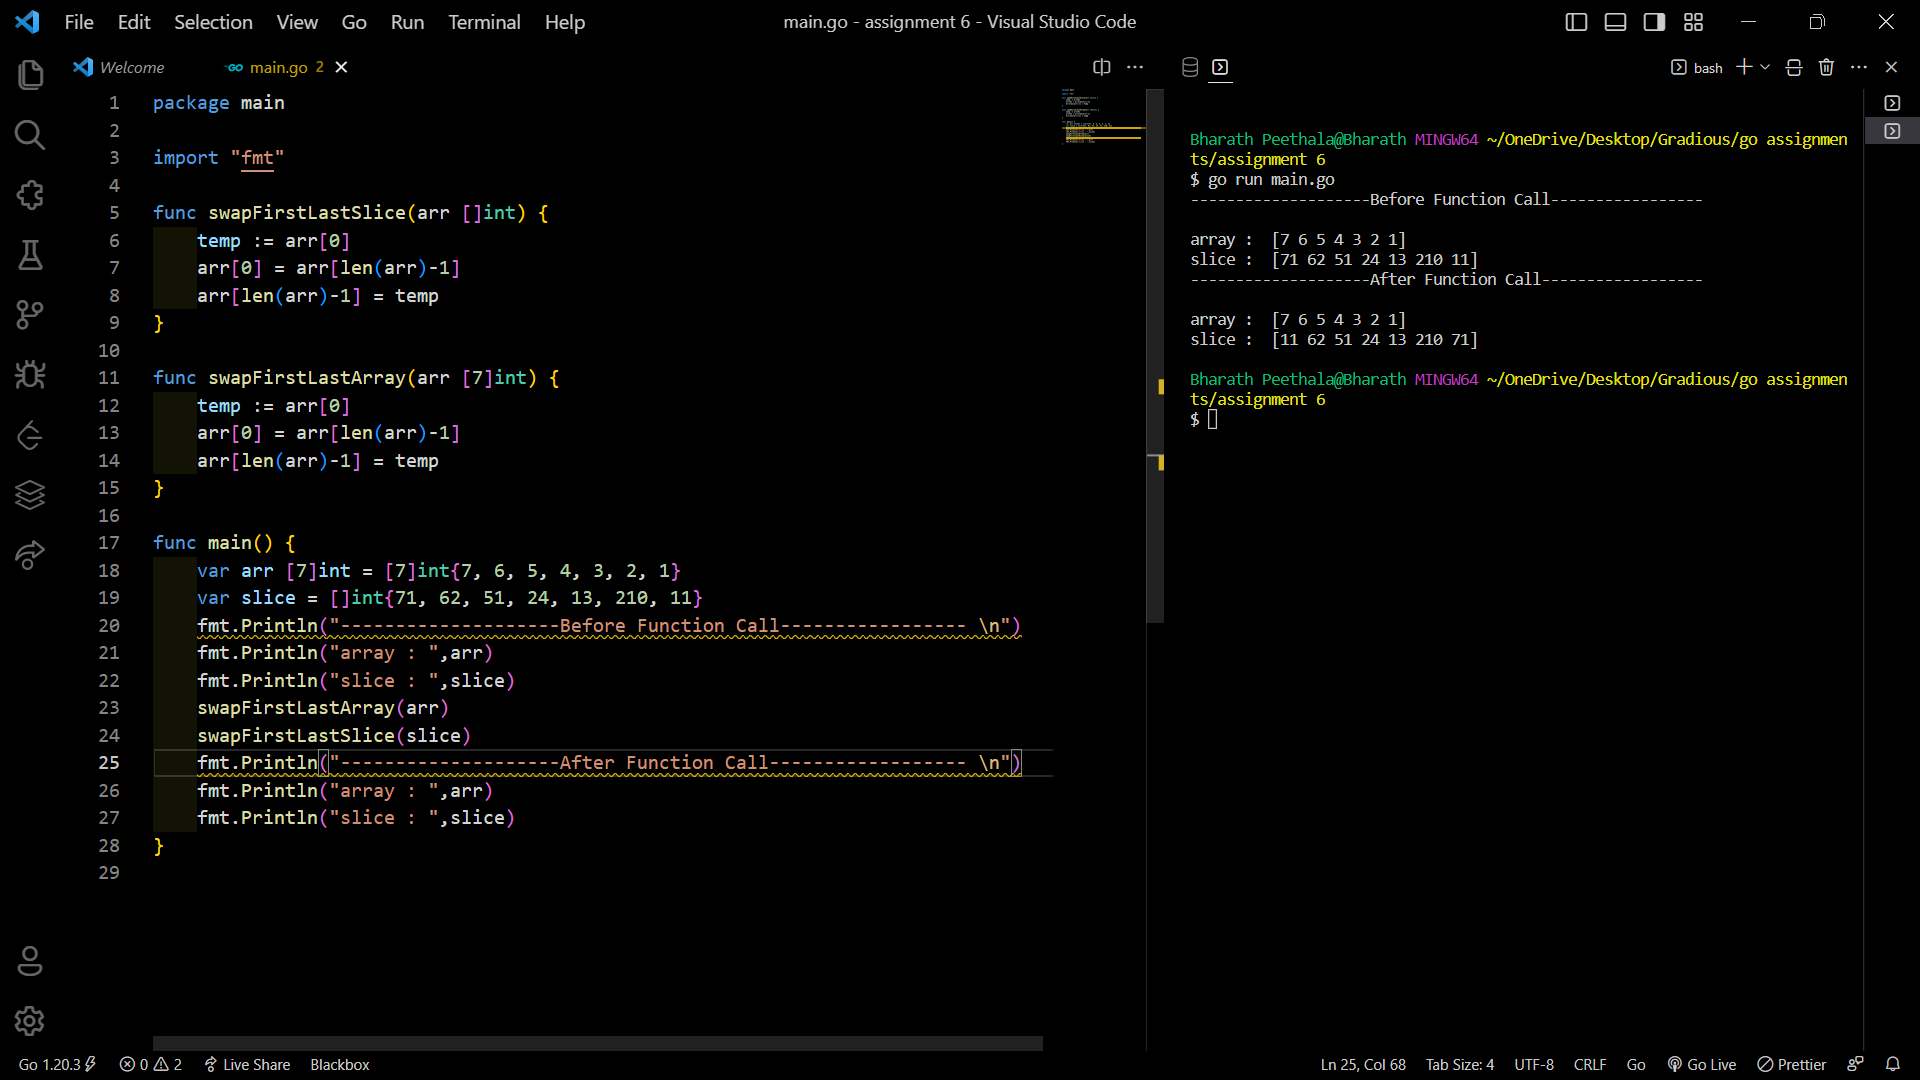 File Edit Selection View Go Run Terminal Help
main.go - assignment 6 - Visual Studio Code
Welcome
GO main.go 2
bash
1 package main
2
3 import "fmt"
4
5 func swapFirstLastSlice(arr []int) {
6 temp := arr[0]
7 arr[0] = arr[len(arr)-1]
8 arr[len(arr)-1] = temp
9 }
10
11 func swapFirstLastArray(arr [7]int) {
12 temp := arr[0]
13 arr[0] = arr[len(arr)-1]
14 arr[len(arr)-1] = temp
15 }
16
17 func main() {
18 var arr [7]int = [7]int{7, 6, 5, 4, 3, 2, 1}
19 var slice = []int{71, 62, 51, 24, 13, 210, 11}
20 fmt.Println("--------------------Before Function Call----------------- \n")
21 fmt.Println("array : ",arr)
22 fmt.Println("slice : ",slice)
23 swapFirstLastArray(arr)
24 swapFirstLastSlice(slice)
25 fmt.Println("--------------------After Function Call------------------ \n")
26 fmt.Println("array : ",arr)
27 fmt.Println("slice : ",slice)
28 }
29
Bharath Peethala@Bharath MINGW64 ~/OneDrive/Desktop/Gradious/go assignmen
ts/assignment 6
$ go run main.go
--------------------Before Function Call-----------------
array :  [7 6 5 4 3 2 1]
slice :  [71 62 51 24 13 210 11]
--------------------After Function Call------------------
array :  [7 6 5 4 3 2 1]
slice :  [11 62 51 24 13 210 71]
Bharath Peethala@Bharath MINGW64 ~/OneDrive/Desktop/Gradious/go assignmen
ts/assignment 6
$
Go 1.20.3 0 2 Live Share Blackbox
Ln 25, Col 68 Tab Size: 4 UTF-8 CRLF Go Go Live Prettier